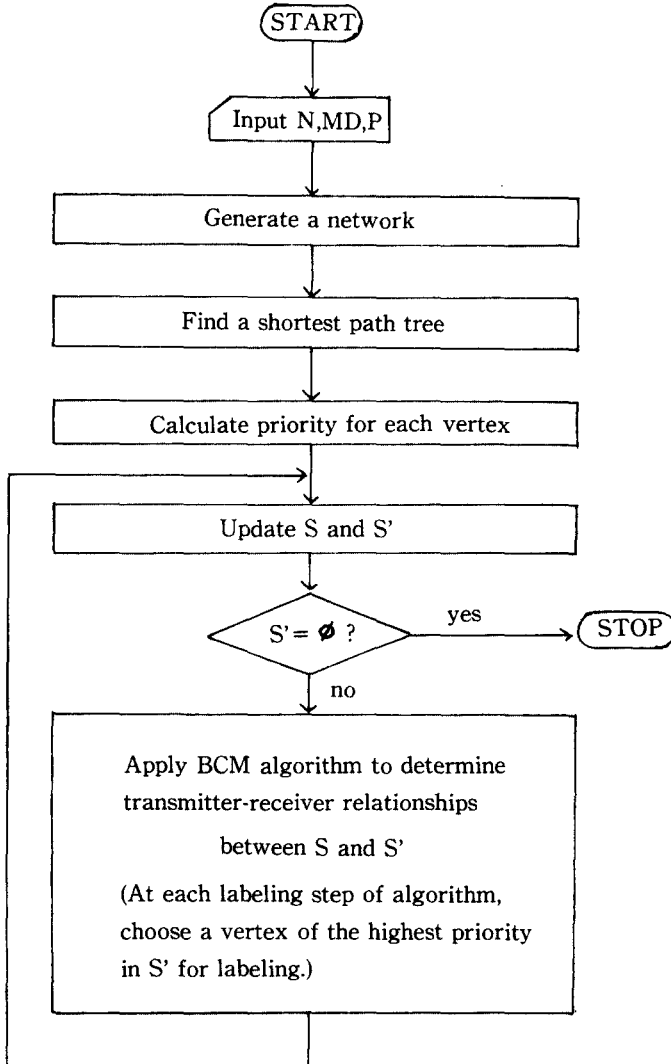 START
Input N,MD,P
Generate a network
Find a shortest path tree
Calculate priority for each vertex
Update S and S'
S'= ø ?
yes
STOP
no
Apply BCM algorithm to determine
transmitter-receiver relationships
between S and S'
(At each labeling step of algorithm,
choose a vertex of the highest priority
in S' for labeling.)